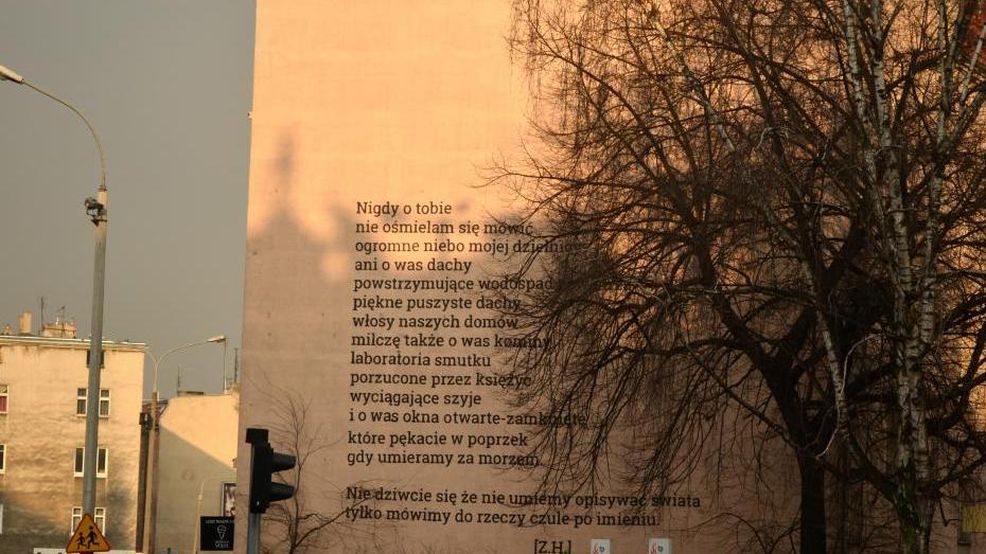 Nigdy o tobie
nie ośmielam się mówić
ogromne niebo mojej dzielnicy
ani o was dachy
powstrzymujące wodospad
piękne puszyste dachy
włosy naszych domów
milczę także o was kominy
laboratoria smutku
porzucone przez księżyc
wyciągające szyje
i o was okna otwarte-zamknięte
które pękacie w poprzek
gdy umieramy za morzem.
Nie dziwcie się że nie umiemy opisywać świata
tylko mówimy do rzeczy czule po imieniu.
[Z.H.]